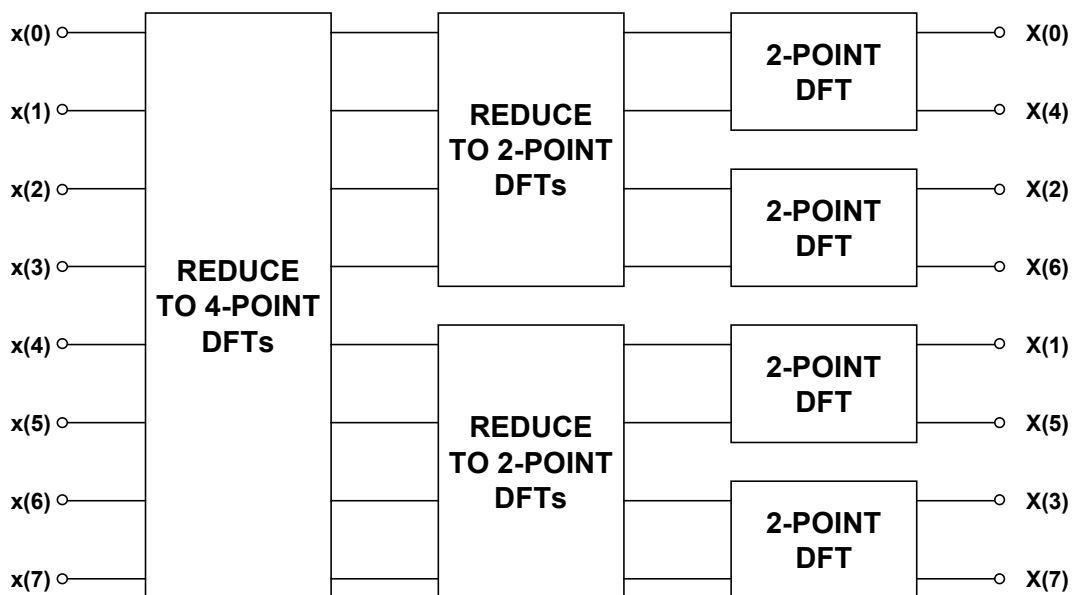 x(0)
x(1)
x(2)
x(3)
x(4)
x(5)
x(6)
x(7)
REDUCE
TO 4-POINT
DFTs
REDUCE
TO 2-POINT
DFTs
REDUCE
TO 2-POINT
DFTs
2-POINT
DFT
2-POINT
DFT
2-POINT
DFT
2-POINT
DFT
X(0)
X(4)
X(2)
X(6)
X(1)
X(5)
X(3)
X(7)